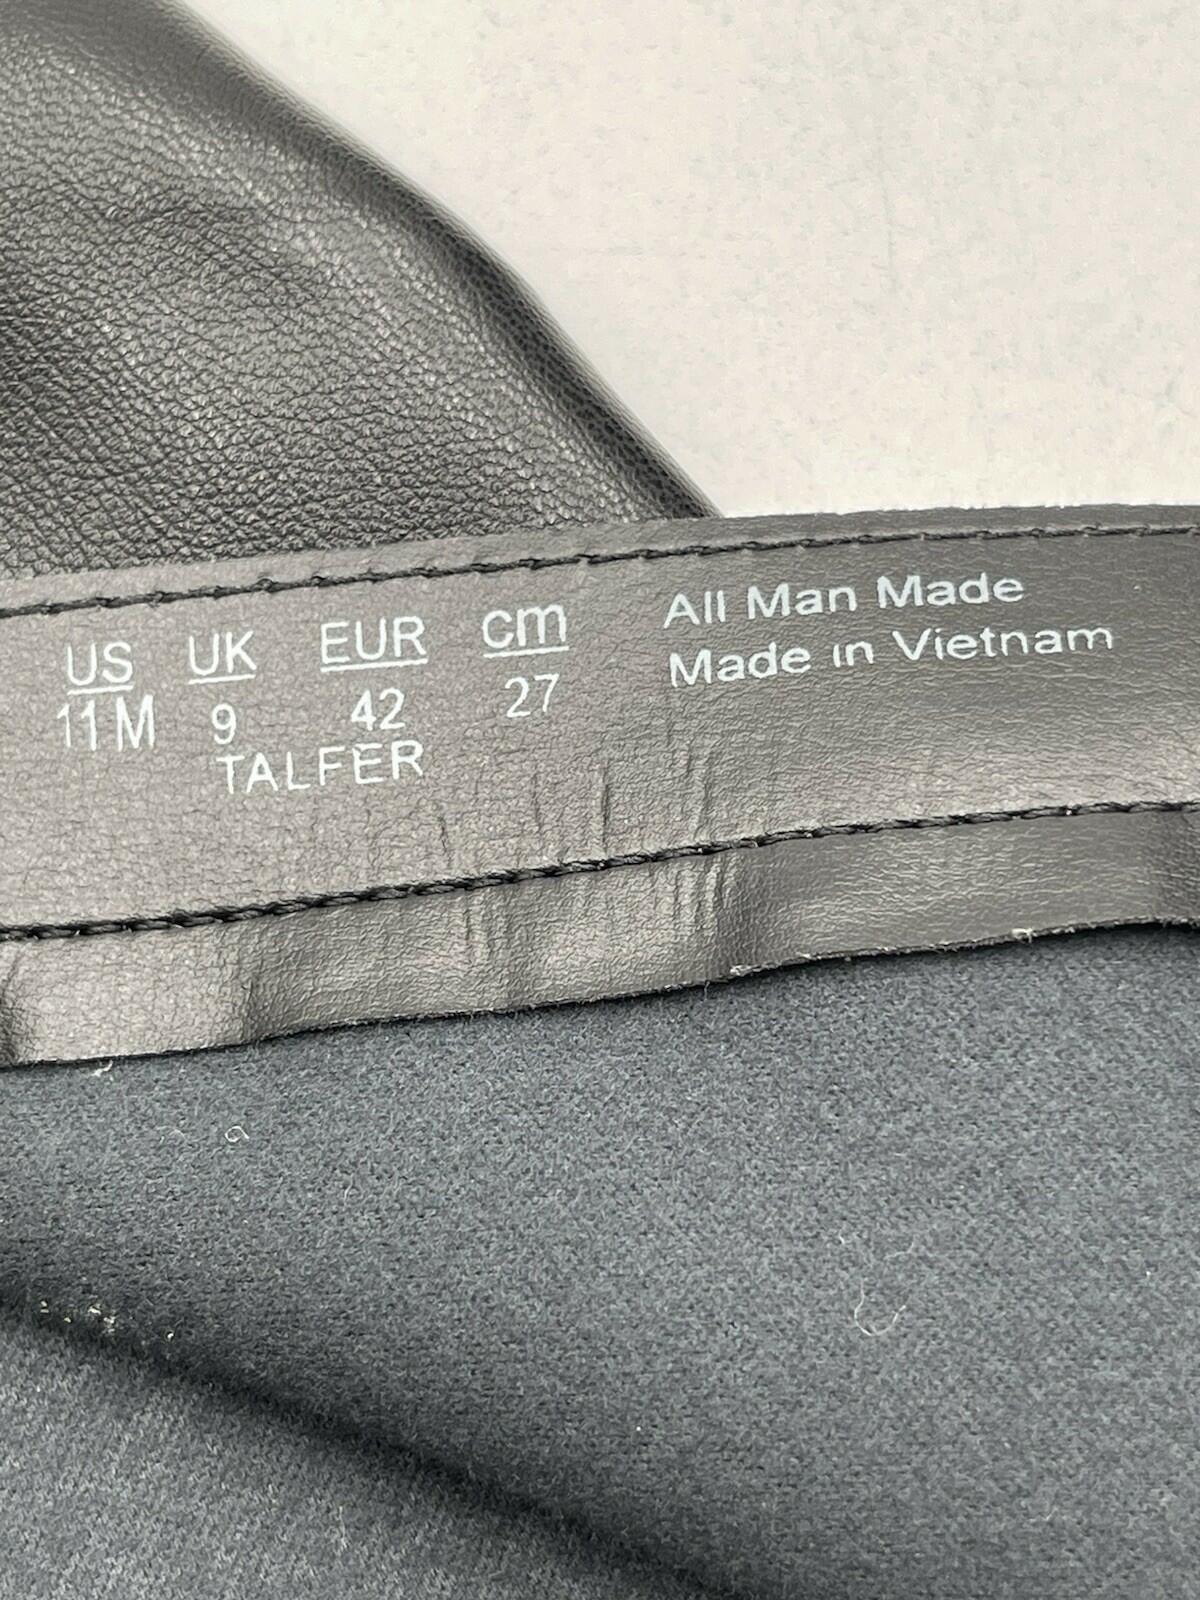 US UK EUR cm
11M 9 42 27
TALFER
All Man Made
Made in Vietnam